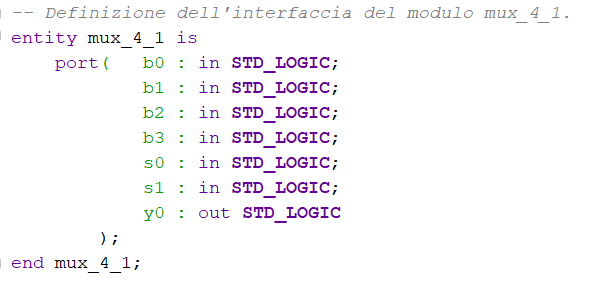 -- Definizione dell'interfaccia del modulo mux_4_1.
entity mux_4_1 is
port( b0 : in STD_LOGIC;
b1 : in STD_LOGIC;
b2 : in STD_LOGIC;
b3 : in STD_LOGIC;
s0 : in STD_LOGIC;
s1 : in STD_LOGIC;
y0 : out STD_LOGIC
);
end mux_4_1;